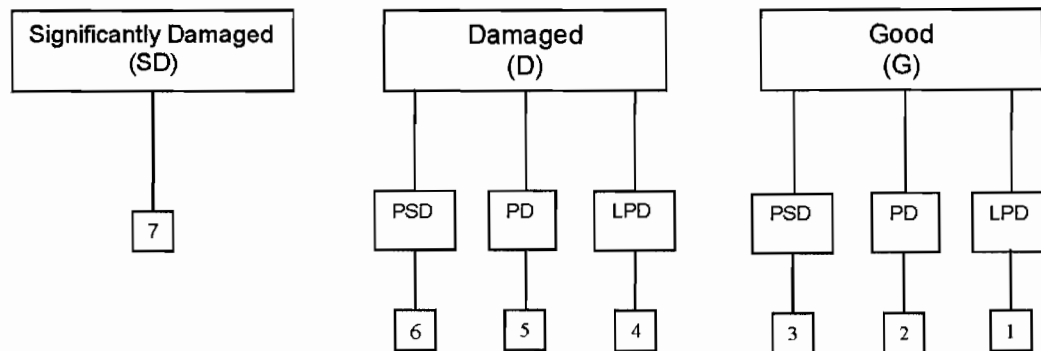 Significantly Damaged
(SD)
Damaged
(D)
Good
(G)
PSD
PD
LPD
PSD
PD
LPD
7
6
5
4
3
2
1